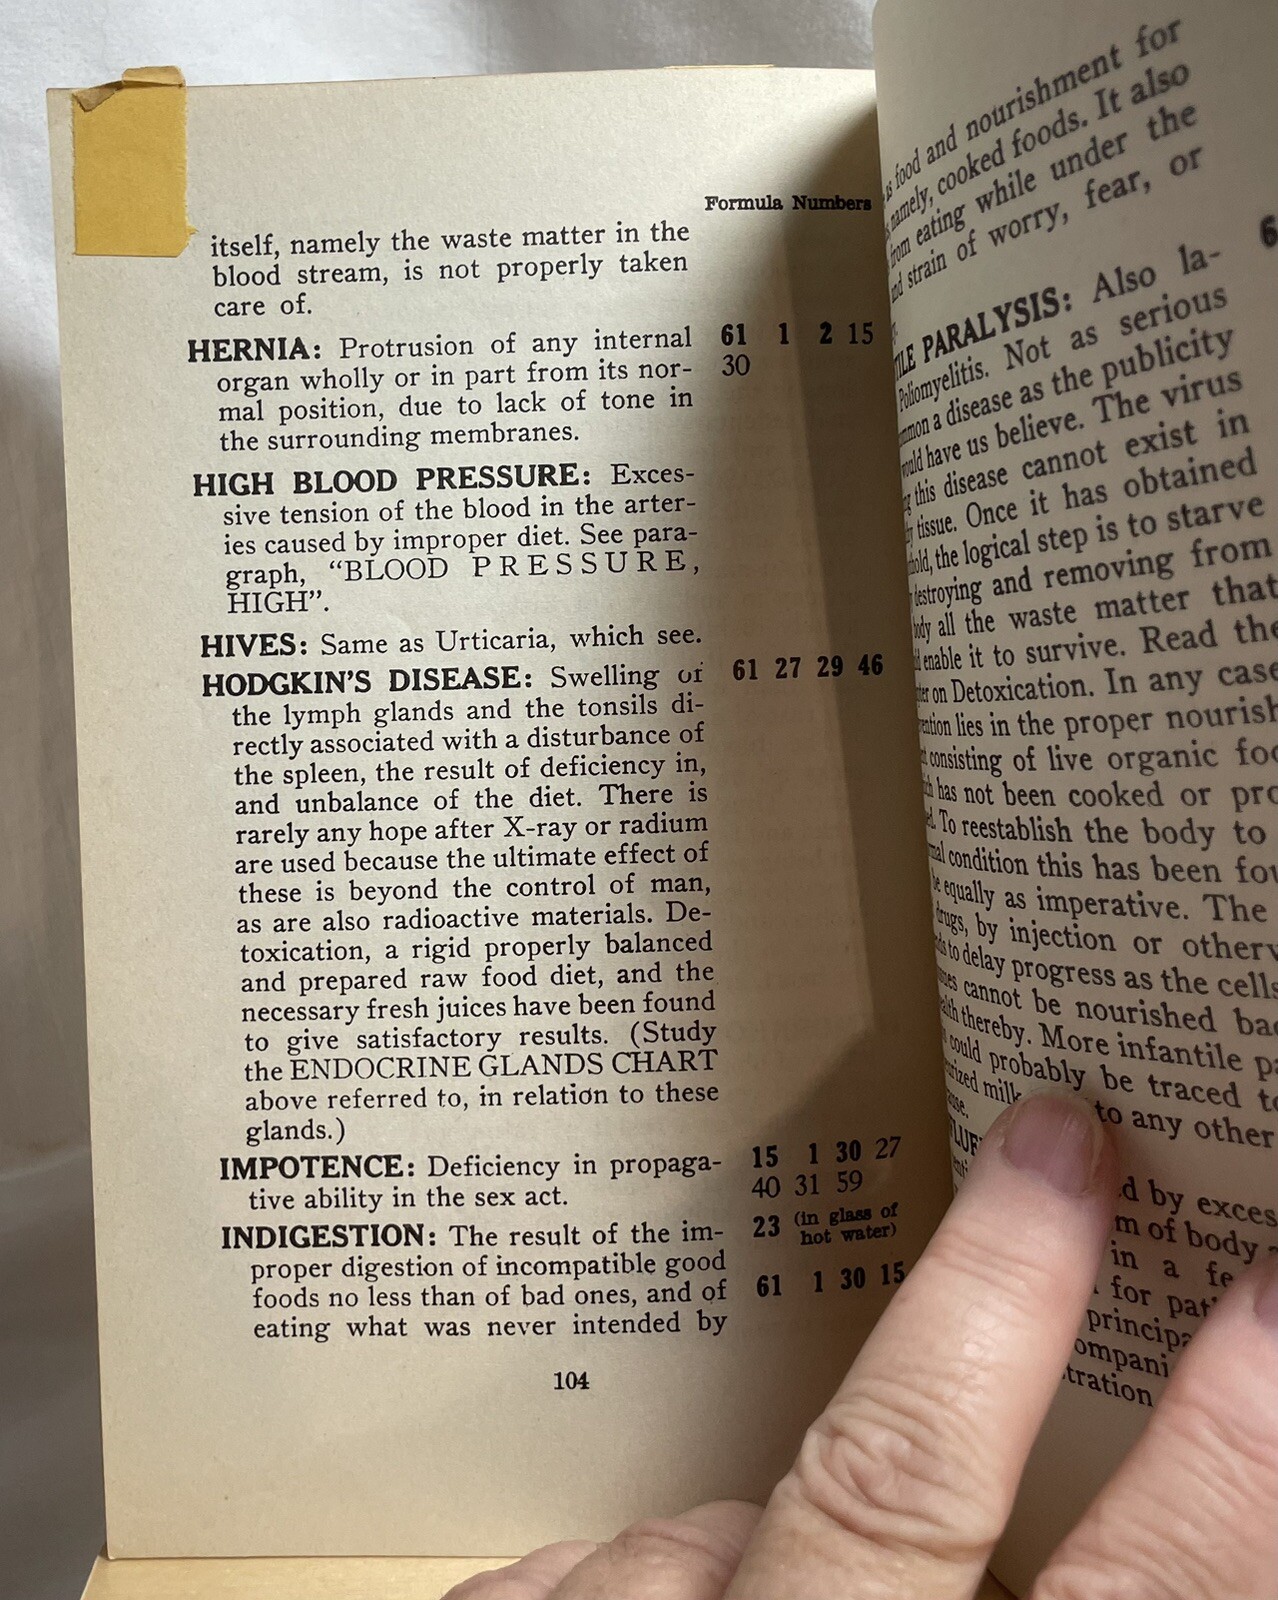 Formula Numbers
itself, namely the waste matter in the
blood stream, is not properly taken
care of.
HERNIA: Protrusion of any internal 61 1 2 15
organ wholly or in part from its nor- 30
mal position, due to lack of tone in
the surrounding membranes.
HIGH BLOOD PRESSURE: Exces-
sive tension of the blood in the arter-
ies caused by improper diet. See para-
graph, "BLOOD PRESSURE,
HIGH".
HIVES: Same as Urticaria, which see.
HODGKIN'S DISEASE: Swelling of 61 27 29 46
the lymph glands and the tonsils di-
rectly associated with a disturbance of
the spleen, the result of deficiency in,
and unbalance of the diet. There is
rarely any hope after X-ray or radium
are used because the ultimate effect of
these is beyond the control of man,
as are also radioactive materials. De-
toxication, a rigid properly balanced
and prepared raw food diet, and the
necessary fresh juices have been found
to give satisfactory results. (Study
the ENDOCRINE GLANDS CHART
above referred to, in relation to these
glands.)
IMPOTENCE: Deficiency in propaga- 15 1 30 27
tive ability in the sex act. 40 31 59
INDIGESTION: The result of the im- 23 (in glass of hot water)
proper digestion of incompatible good
foods no less than of bad ones, and of 61 1 30 15
eating what was never intended by
104
as food and nourishment for
namely, cooked foods. It also
from eating while under the
and strain of worry, fear, or
PARALYSIS: Also la-
Poliomyelitis. Not as serious
a disease as the publicity
would have us believe. The virus
this disease cannot exist in
tissue. Once it has obtained
the logical step is to starve
destroying and removing from
all the waste matter that
enable it to survive. Read the
on Detoxication. In any case
lies in the proper nourish
consisting of live organic
has not been cooked or
To reestablish the body to
condition this has been
be equally as imperative. The
drugs, by injection or
to delay progress as the cells
cannot be nourished
thereby. More infantile
could probably be traced
milk to any other
by
of body
in a
for